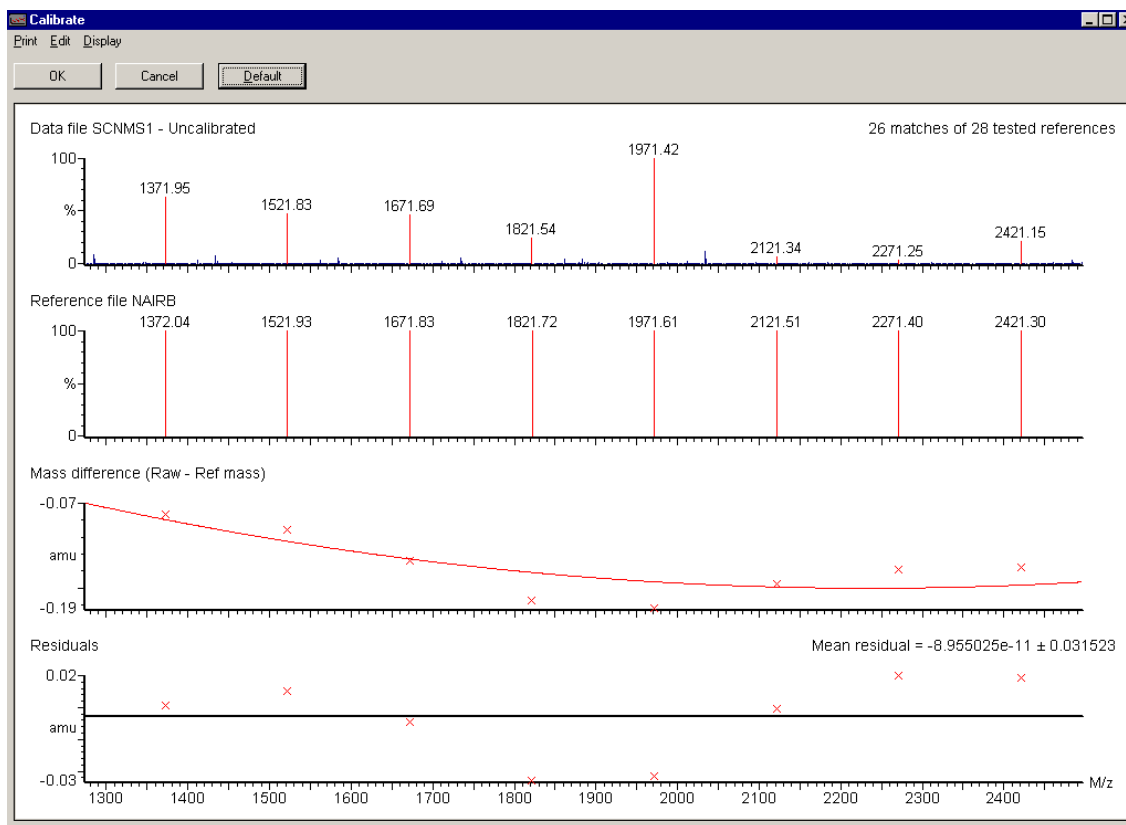 Calibrate
Print Edit Display
OK Cancel Default
Data file SCNMS1 - Uncalibrated 26 matches of 28 tested references
1971.42
100
1371.95
1521.83 1671.69
%
1821.54 2421.15
2121.34 2271.25
0
Reference file NAIRB
1372.04 1521.93 1671.83 1821.72 1971.61 2121.51 2271.40 2421.30
100
%
0
Mass difference (Raw - Ref mass)
-0.07
amu
-0.19
Residuals Mean residual = -8.955025e-11 ± 0.031523
0.02
amu
-0.03
M/z
1300 1400 1500 1600 1700 1800 1900 2000 2100 2200 2300 2400